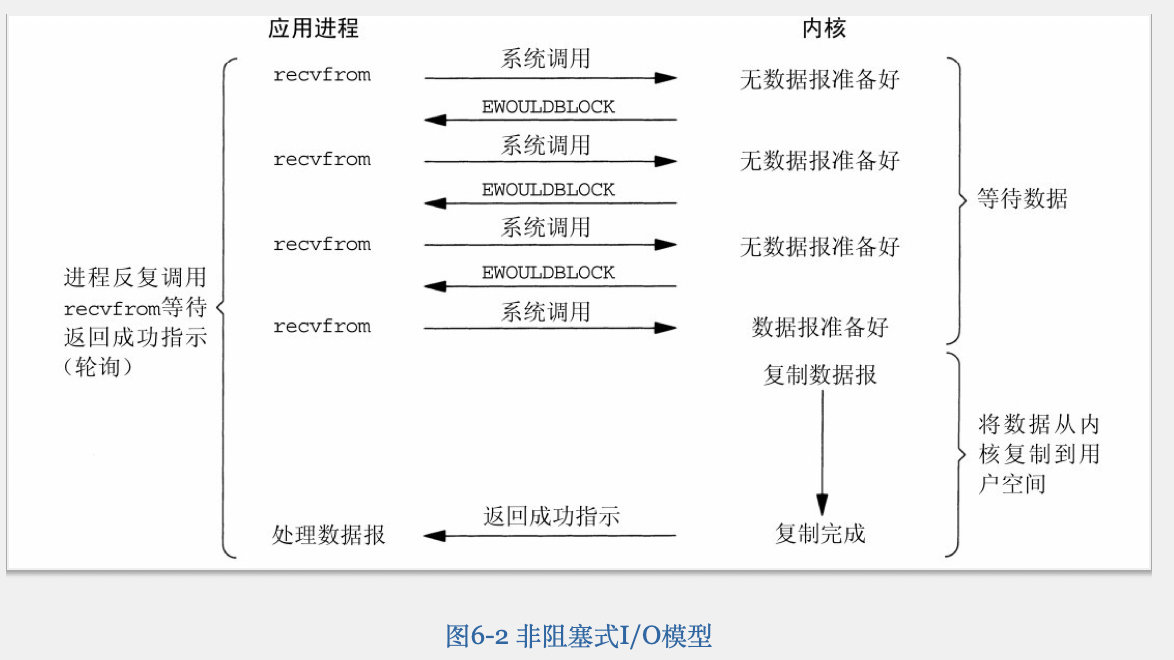 应用进程
内核
recvfrom
系统调用
无数据报准备好
EWOULDBLOCK
recvfrom
系统调用
无数据报准备好
EWOULDBLOCK
recvfrom
系统调用
无数据报准备好
EWOULDBLOCK
recvfrom
系统调用
数据报准备好
等待数据
进程反复调用
recvfrom等待
返回成功指示
（轮询）
复制数据报
将数据从内
核复制到用
户空间
处理数据报
返回成功指示
复制完成
图6-2 非阻塞式I/O模型